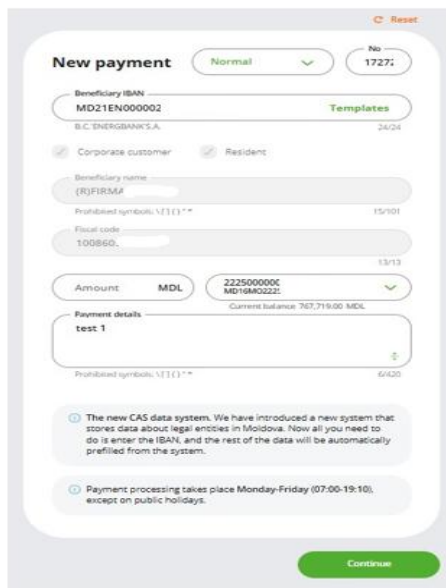 Reset
New payment
Normal
No
1727
Beneficiary IBAN
MD21EN000002
Templates
B.C.'ENERGBANK'S.A.
24/24
Corporate customer
Resident
Beneficiary name
(R)FIRMA
Prohibited symbols: \ [ ] { } " *
15/101
Fiscal code
100860
13/13
Amount MDL
222500000
MD16MO222
Current balance 767,719.00 MDL
Payment details
test 1
Prohibited symbols: \ [ ] { } " *
6/420
The new CAS data system. We have introduced a new system that
stores data about legal entities in Moldova. Now all you need to
do is enter the IBAN, and the rest of the data will be automatically
prefilled from the system.
Payment processing takes place Monday-Friday (07:00-19:10),
except on public holidays.
Continue